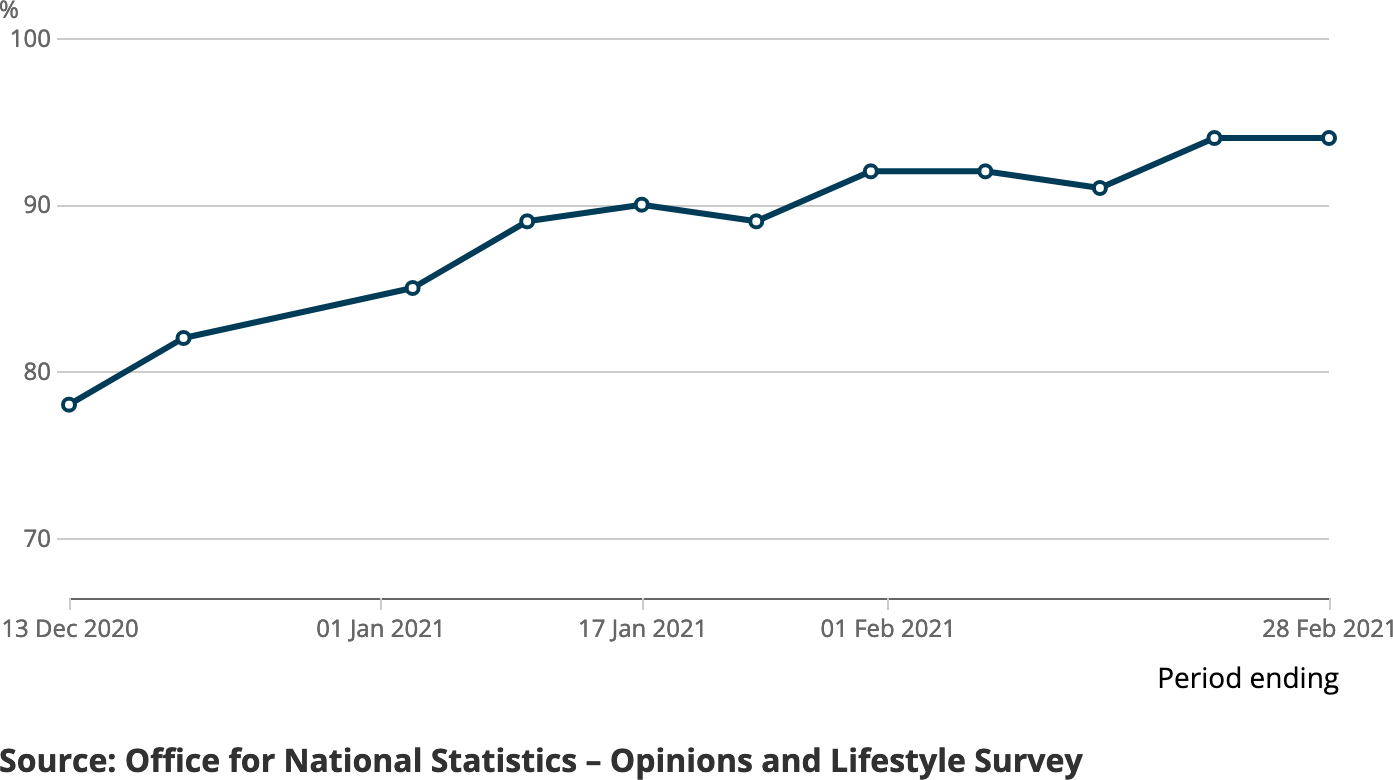 %
100
90
80
70
13 Dec 2020 01 Jan 2021 17 Jan 2021 01 Feb 2021 28 Feb 2021
Period ending
Source: Office for National Statistics – Opinions and Lifestyle Survey